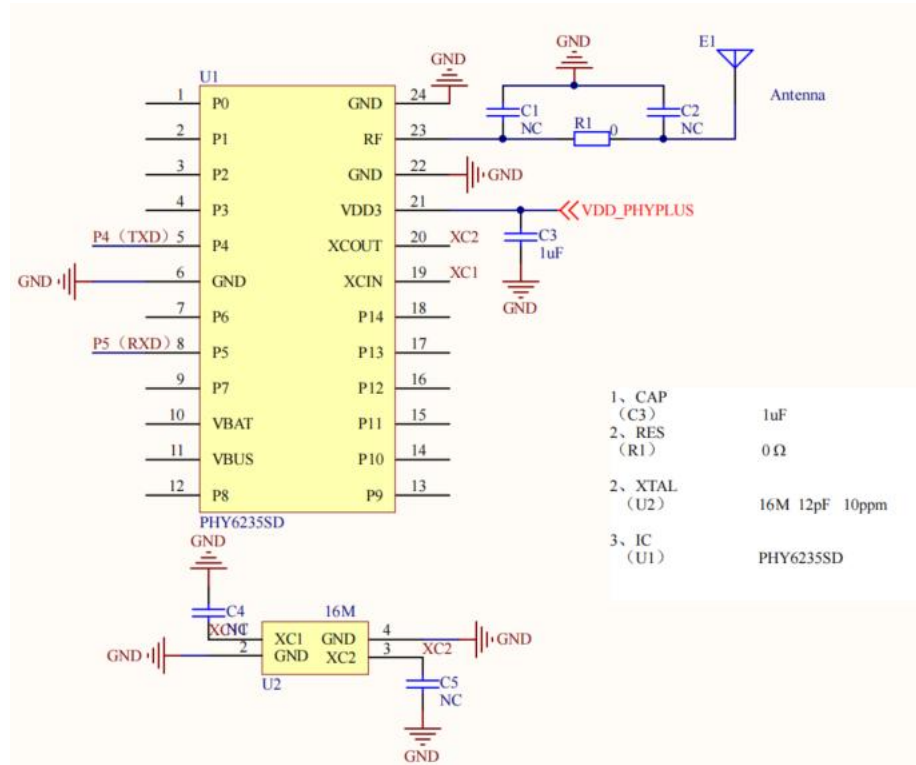 GND
E1
GND
U1
1 P0 GND 24
C1
NC
C2
NC
Antenna
R1 0
2 P1 RF 23
3 P2 GND 22 GND
4 P3 VDD3 21 VDD_PHYPLUS
P4（TXD） 5 P4 XCOUT 20 XC2
C3
1uF
GND 6 GND XCIN 19 XC1
GND
7 P6 P14 18
P5（RXD） 8 P5 P13 17
9 P7 P12 16
10 VBAT P11 15
11 VBUS P10 14
12 P8 P9 13
PHY6235SD
1、CAP
（C3） 1uF
2、RES
（R1） 0Ω
2、XTAL
（U2） 16M 12pF 10ppm
3、IC
（U1） PHY6235SD
GND
C4
NC
16M
XC1 1 XC1 GND 4 GND
GND 2 GND XC2 3 XC2
U2
C5
NC
GND